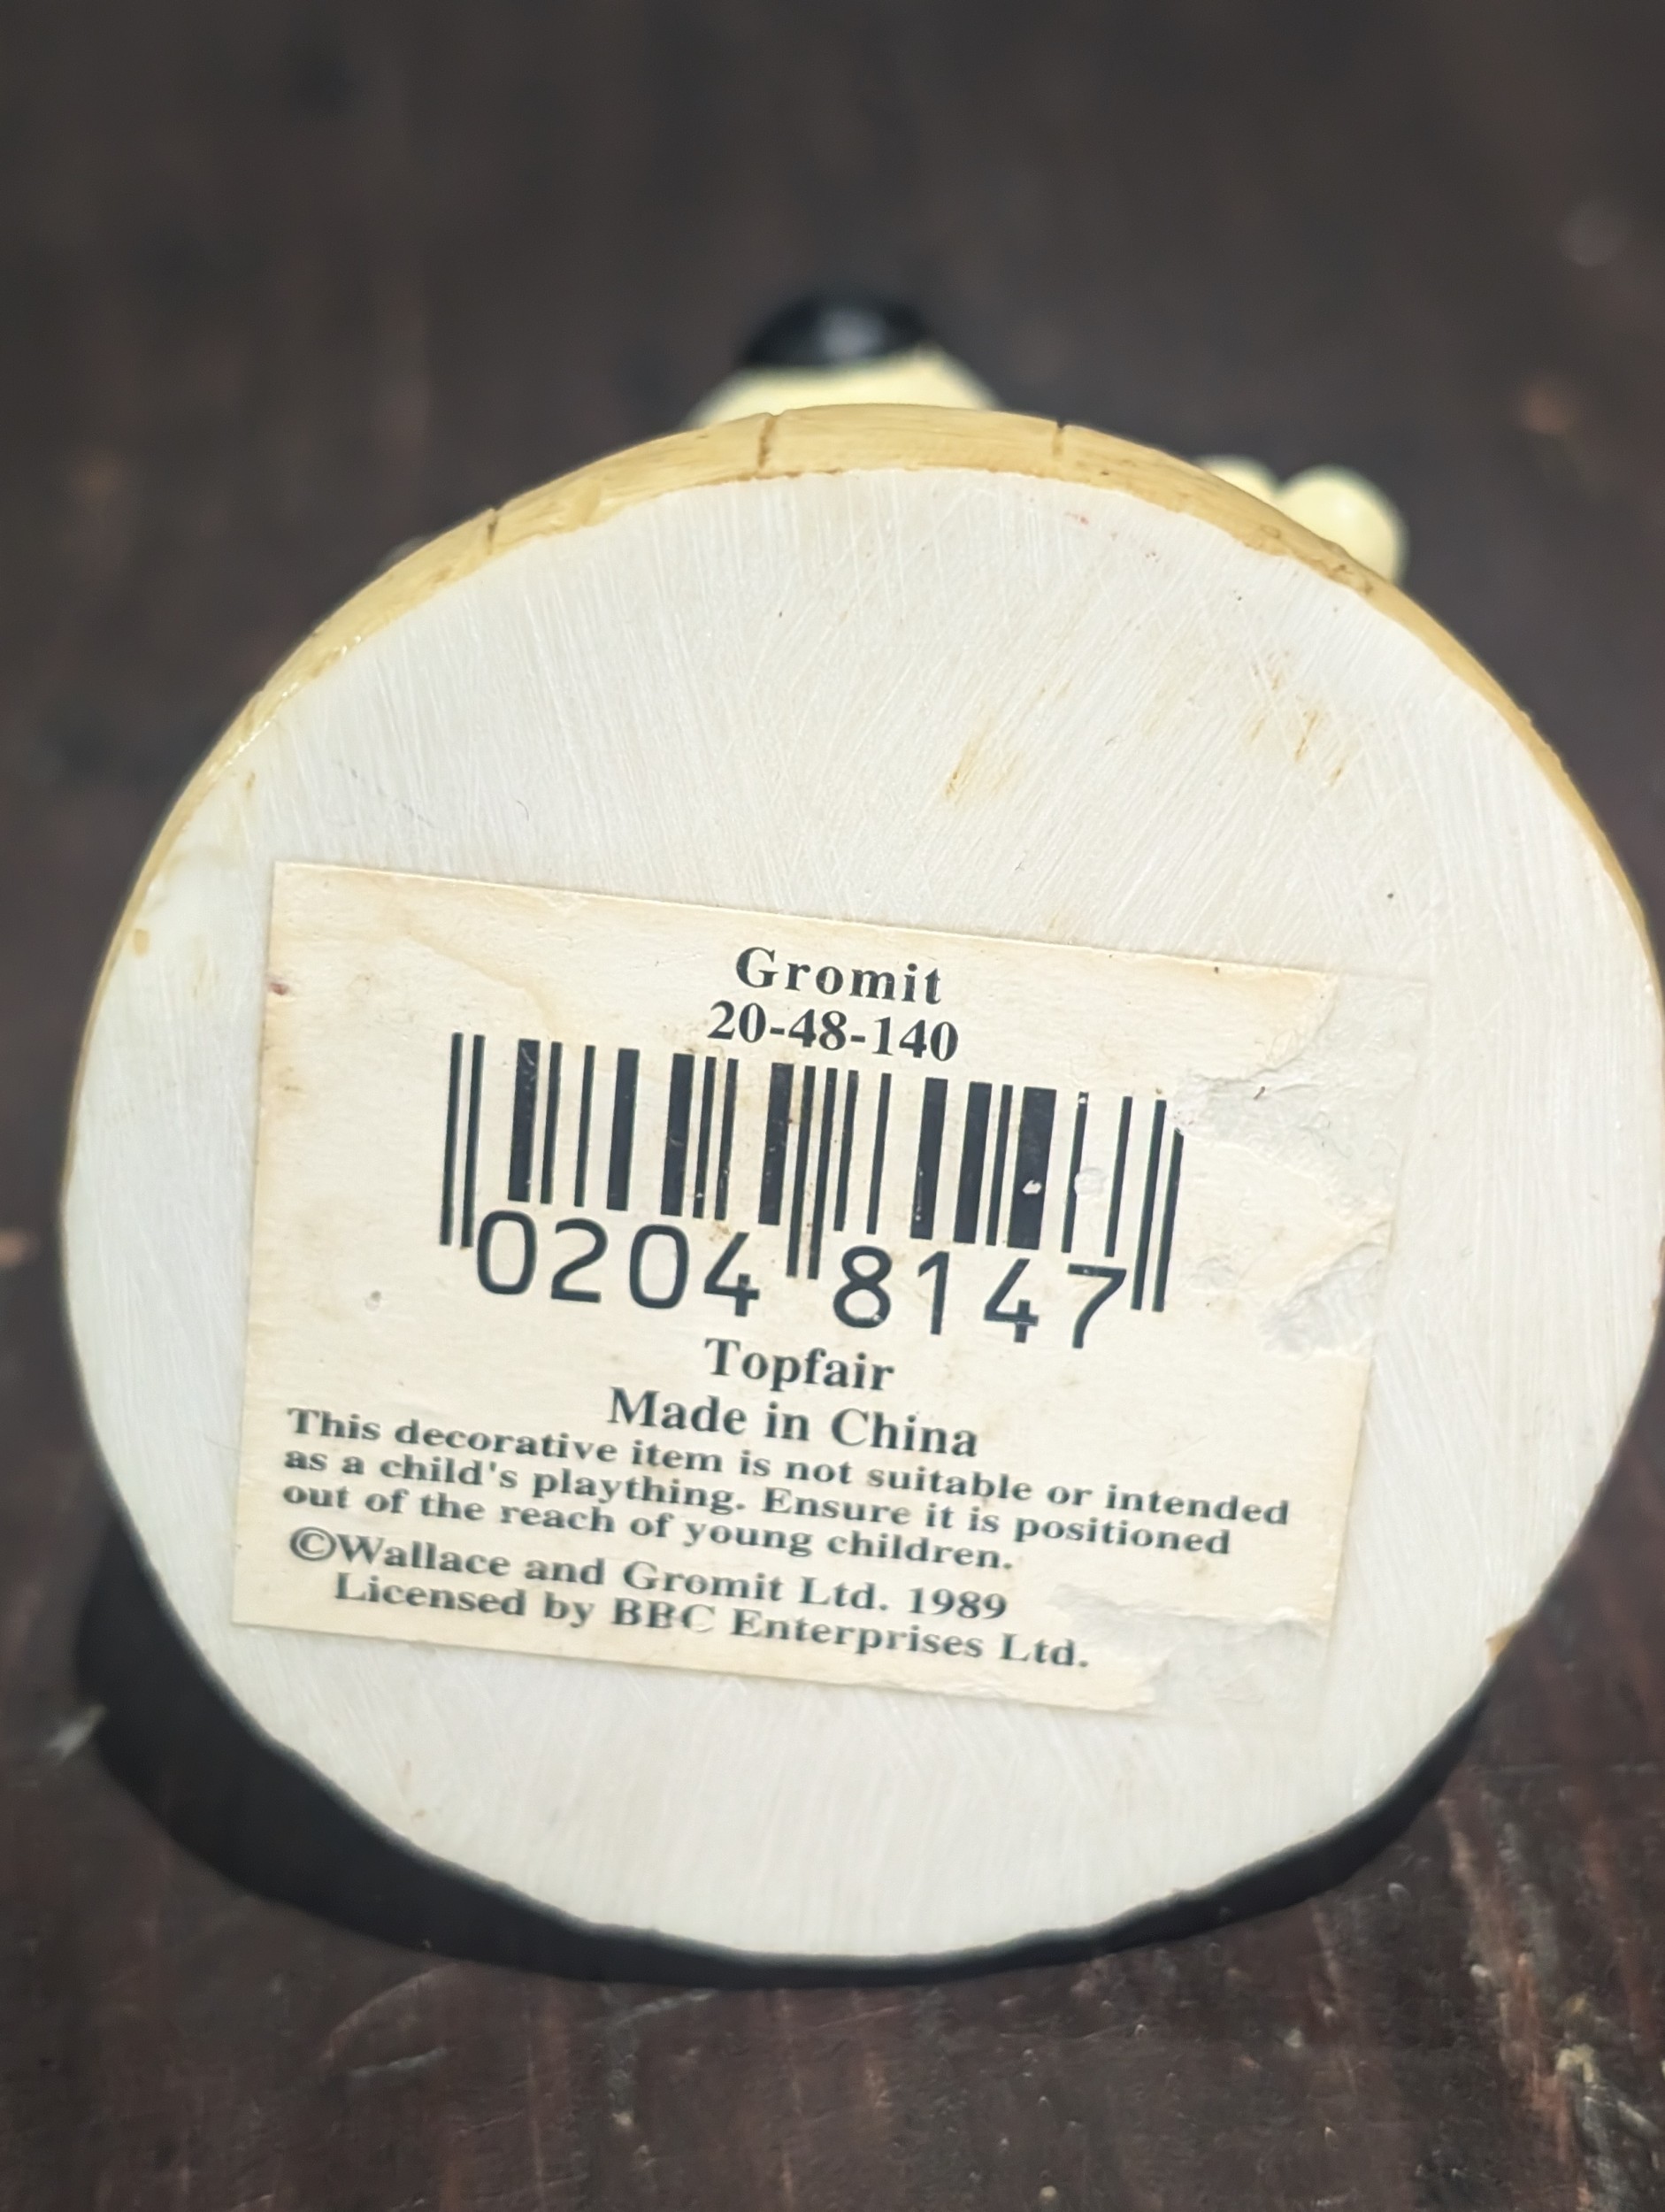 Gromit
20-48-140
0204 8147
Topfair
Made in China
This decorative item is not suitable or intended
as a child's plaything. Ensure it is positioned
out of the reach of young children.
©Wallace and Gromit Ltd. 1989
Licensed by BBC Enterprises Ltd.